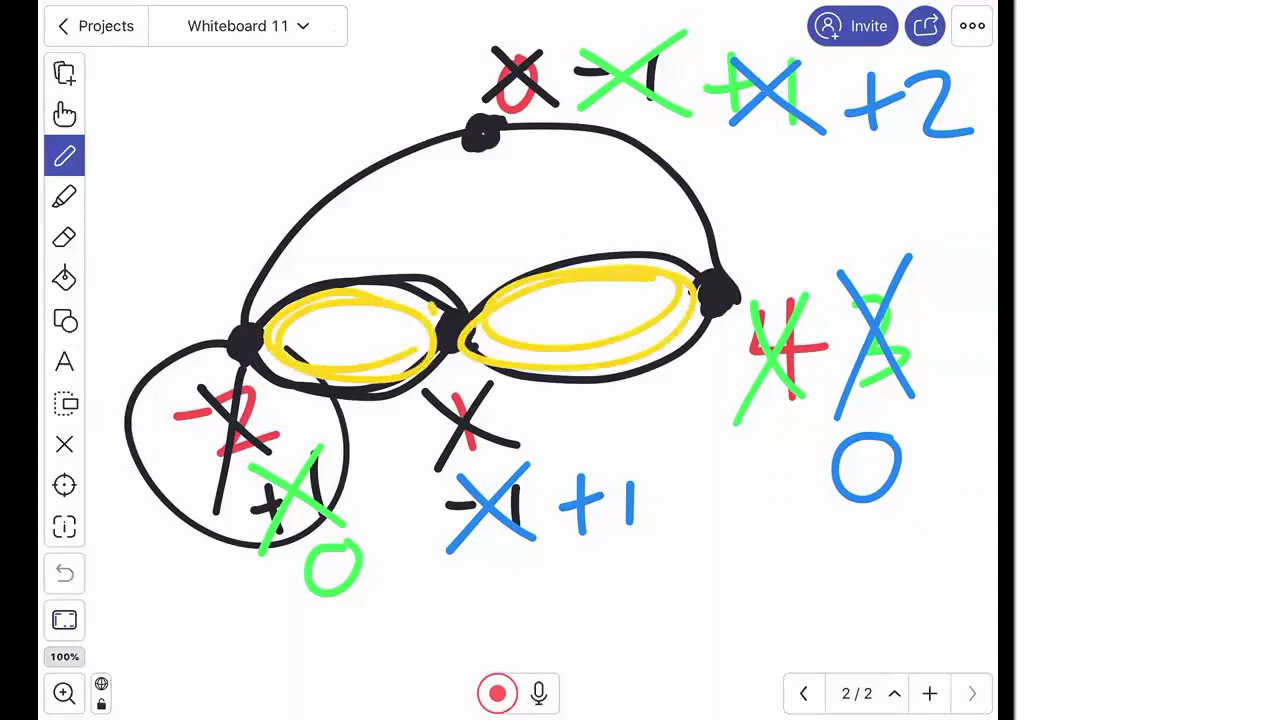 Projects
Whiteboard 11
Invite
0 -1 +1 +2
4 3
-2 1
0
+1 -1 +1
0
100%
2/2